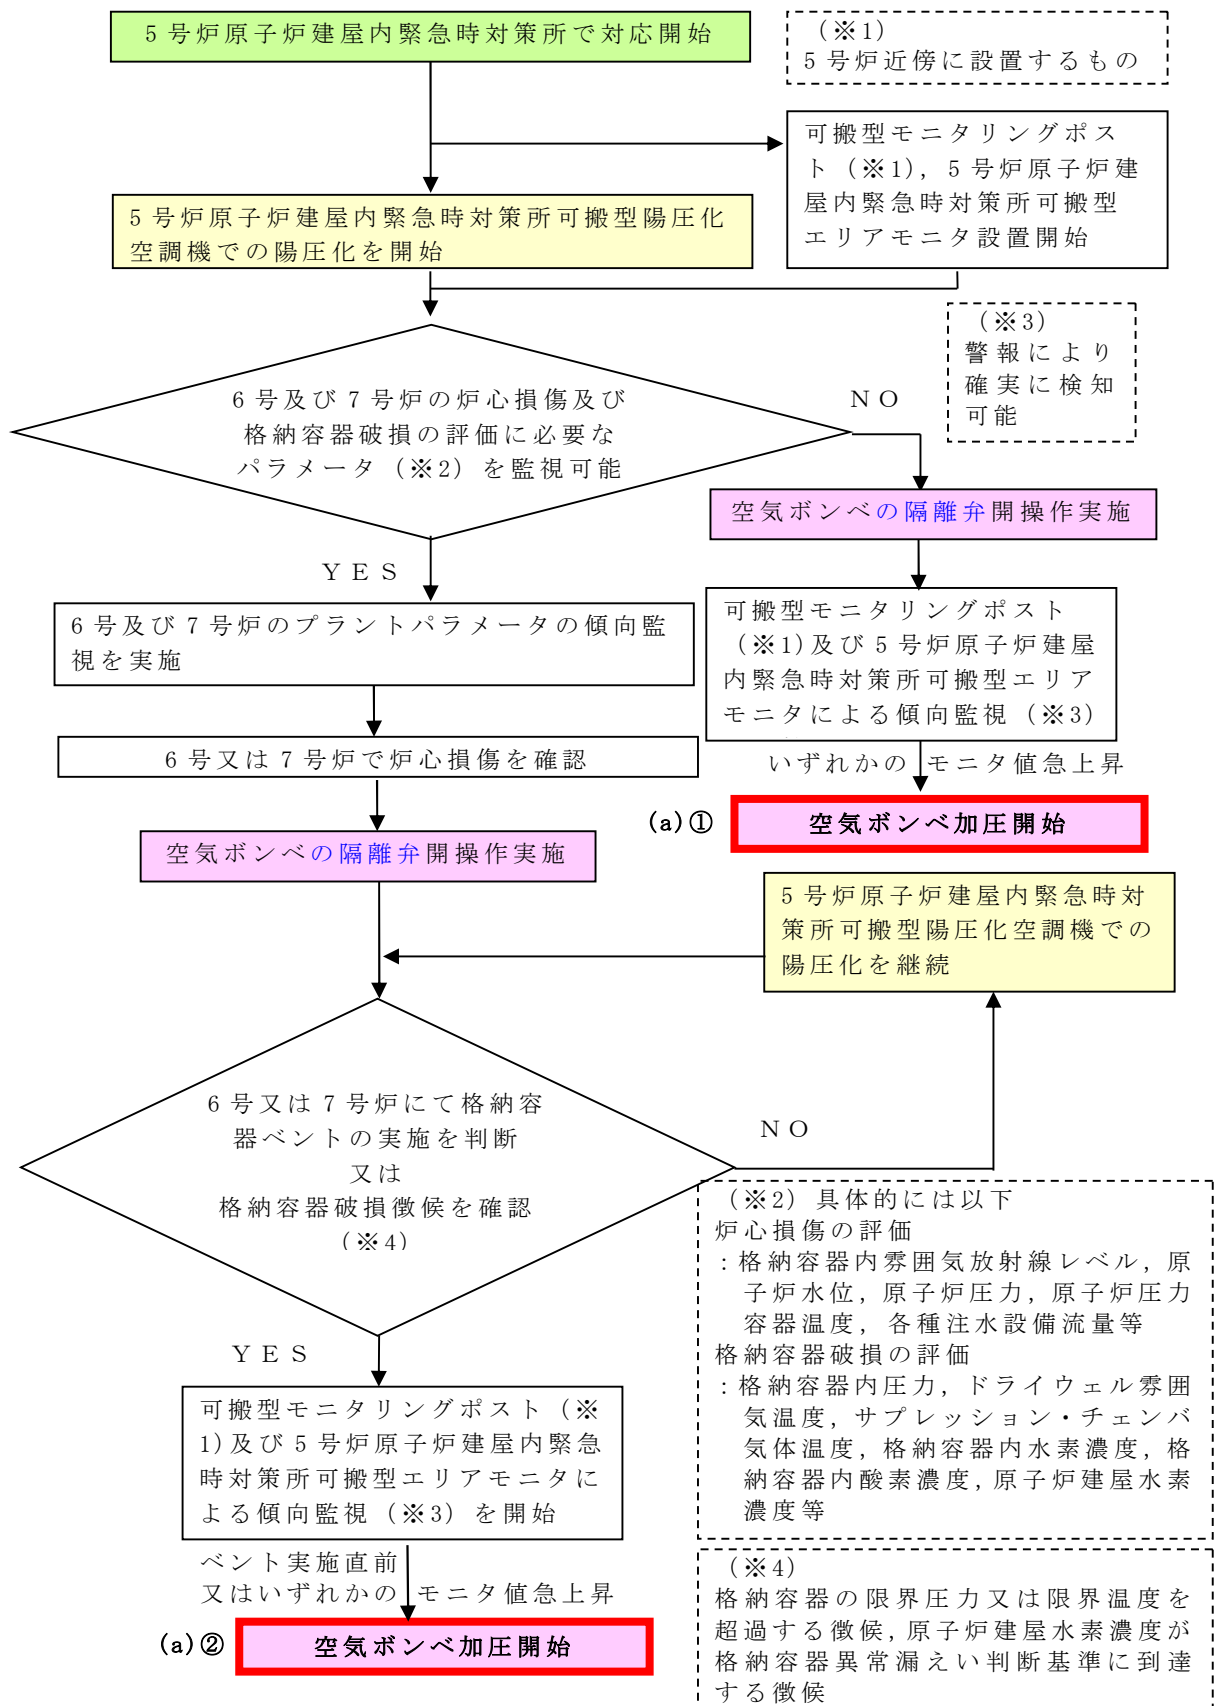 5号炉原子炉建屋内緊急時対策所で対応開始
(※1)
5号炉近傍に設置するもの
可搬型モニタリングポス
ト(※1),5号炉原子炉建
屋内緊急時対策所可搬型
エリアモニタ設置開始
5号炉原子炉建屋内緊急時対策所可搬型陽圧化
空調機での陽圧化を開始
(※3)
警報により
確実に検知
可能
6号及び7号炉の炉心損傷及び
格納容器破損の評価に必要な
パラメータ(※2)を監視可能
NO
空気ボンベの隔離弁開操作実施
YES
6号及び7号炉のプラントパラメータの傾向監
視を実施
可搬型モニタリングポスト
(※1)及び5号炉原子炉建屋
内緊急時対策所可搬型エリア
モニタによる傾向監視(※3)
6号又は7号炉で炉心損傷を確認
いずれかの モニタ値急上昇
(a)① 空気ボンベ加圧開始
空気ボンベの隔離弁開操作実施
5号炉原子炉建屋内緊急時対
策所可搬型陽圧化空調機での
陽圧化を継続
6号又は7号炉にて格納容
器ベントの実施を判断
又は
格納容器破損徴候を確認
(※4)
NO
YES
(※2)具体的には以下
炉心損傷の評価
:格納容器内雰囲気放射線レベル,原
子炉水位,原子炉圧力,原子炉圧力
容器温度,各種注水設備流量等
格納容器破損の評価
:格納容器内圧力,ドライウェル雰囲
気温度,サプレッション・チェンバ
気体温度,格納容器内水素濃度,格
納容器内酸素濃度,原子炉建屋水素
濃度等
可搬型モニタリングポスト(※
1)及び5号炉原子炉建屋内緊急
時対策所可搬型エリアモニタに
よる傾向監視(※3)を開始
ベント実施直前
又はいずれかの モニタ値急上昇
(a)② 空気ボンベ加圧開始
(※4)
格納容器の限界圧力又は限界温度を
超過する徴候,原子炉建屋水素濃度が
格納容器異常漏えい判断基準に到達
する徴候